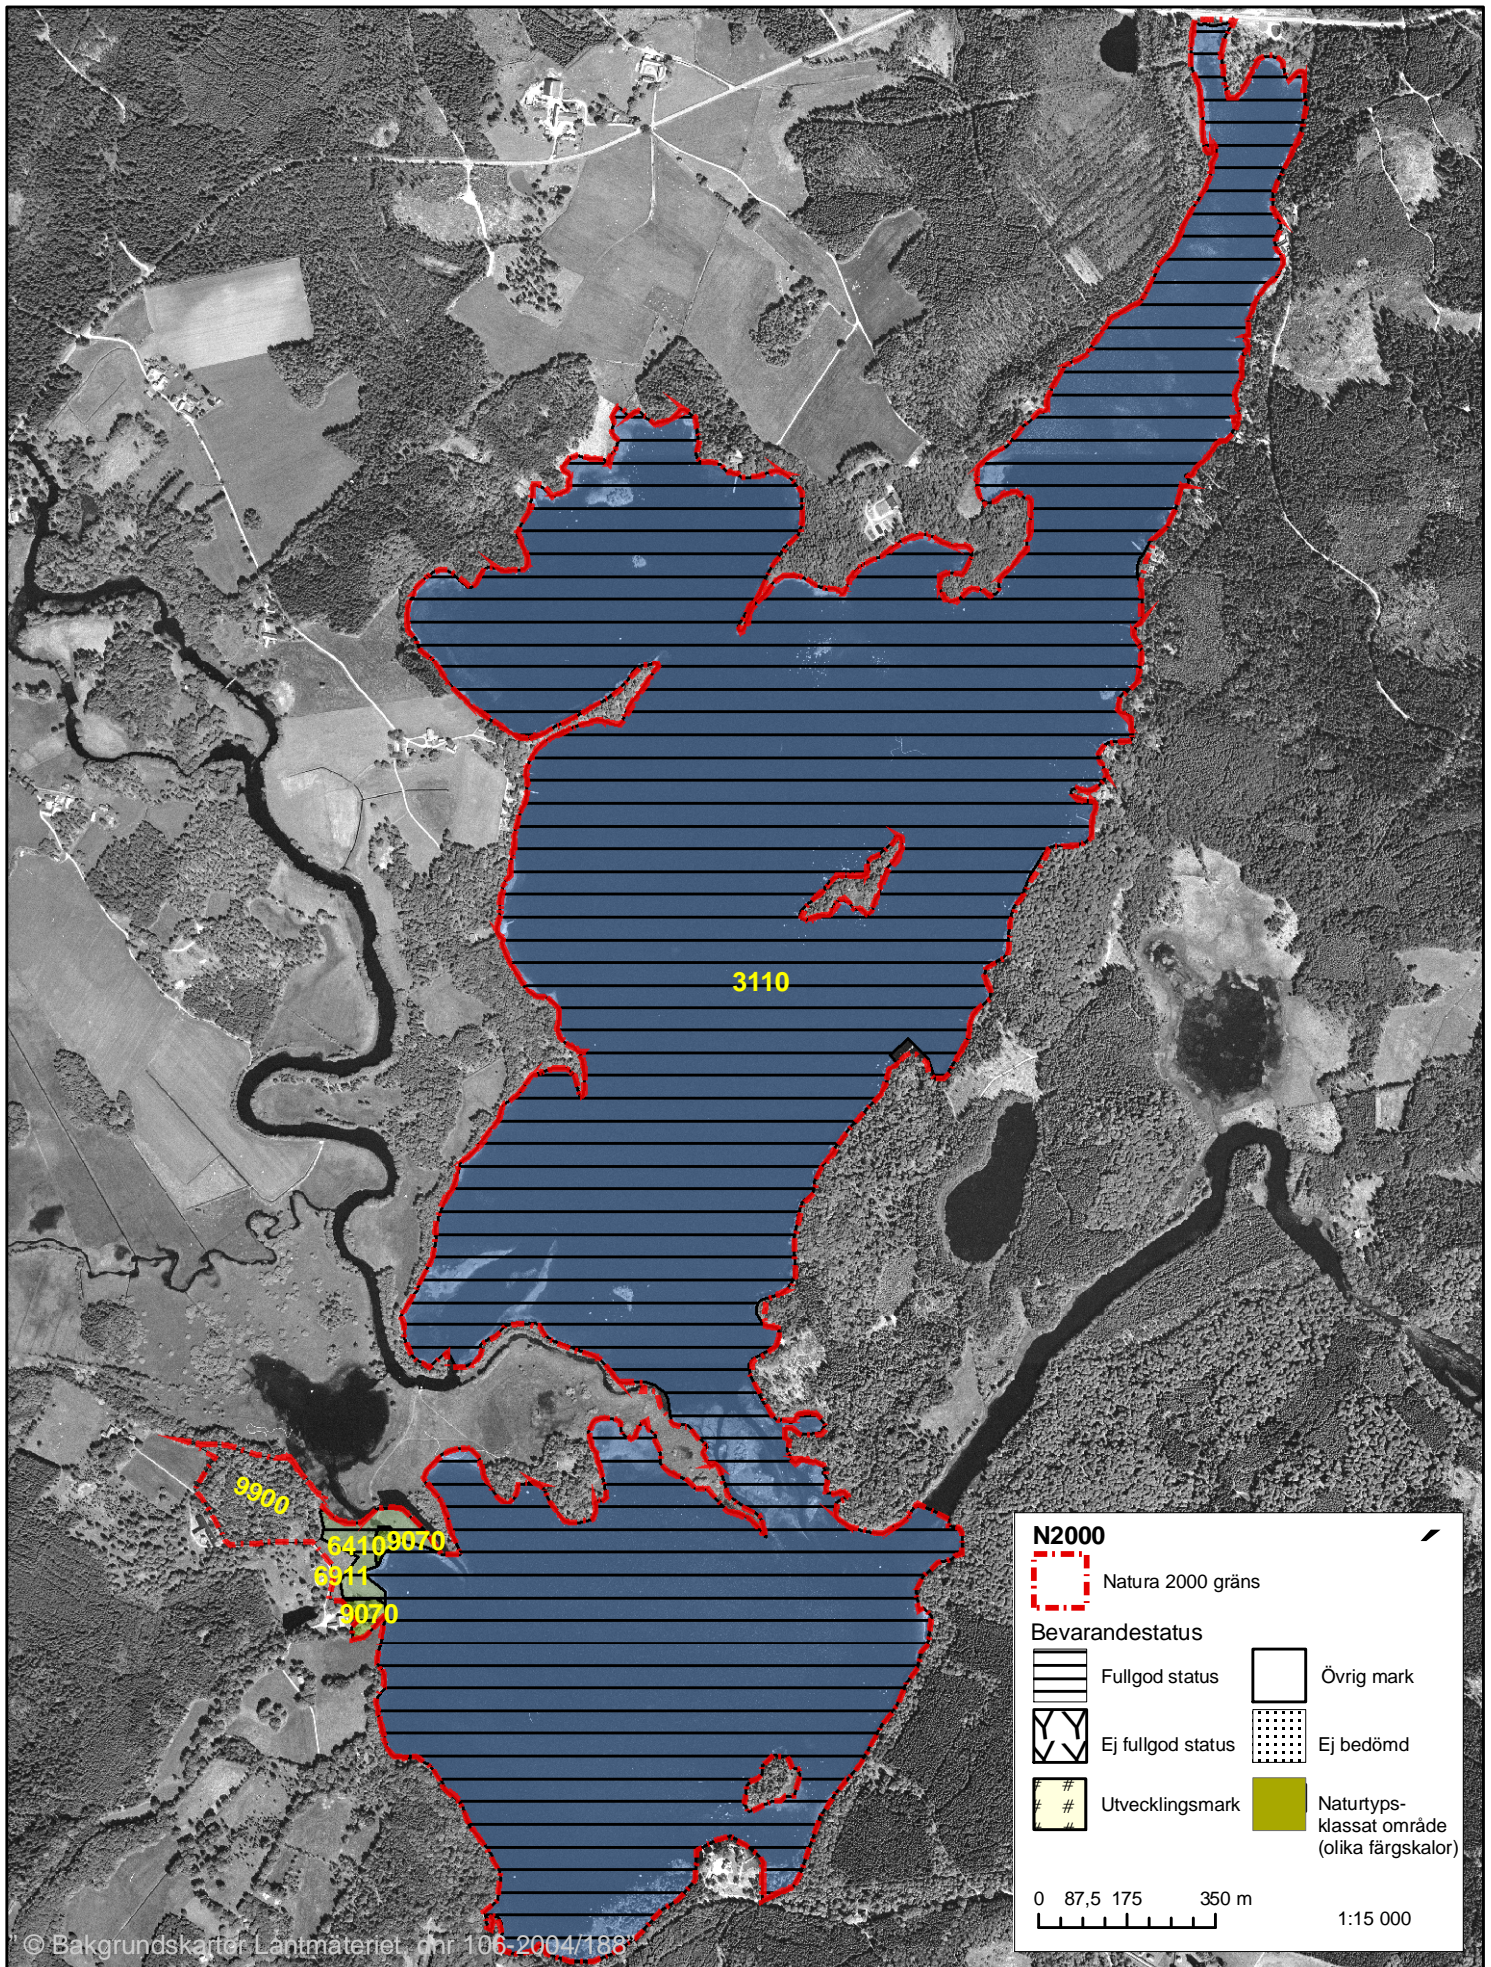 3110
9900
6410
9070
6911
9070
N2000
Natura 2000 gräns
Bevarandestatus
Fullgod status
Övrig mark
Ej fullgod status
Ej bedömd
Utvecklingsmark
Naturtyps-
klassat område
(olika färgskalor)
0 87,5 175 350 m
1:15 000
" © Bakgrundskartor Lantmäteriet, dnr 106-2004/188"